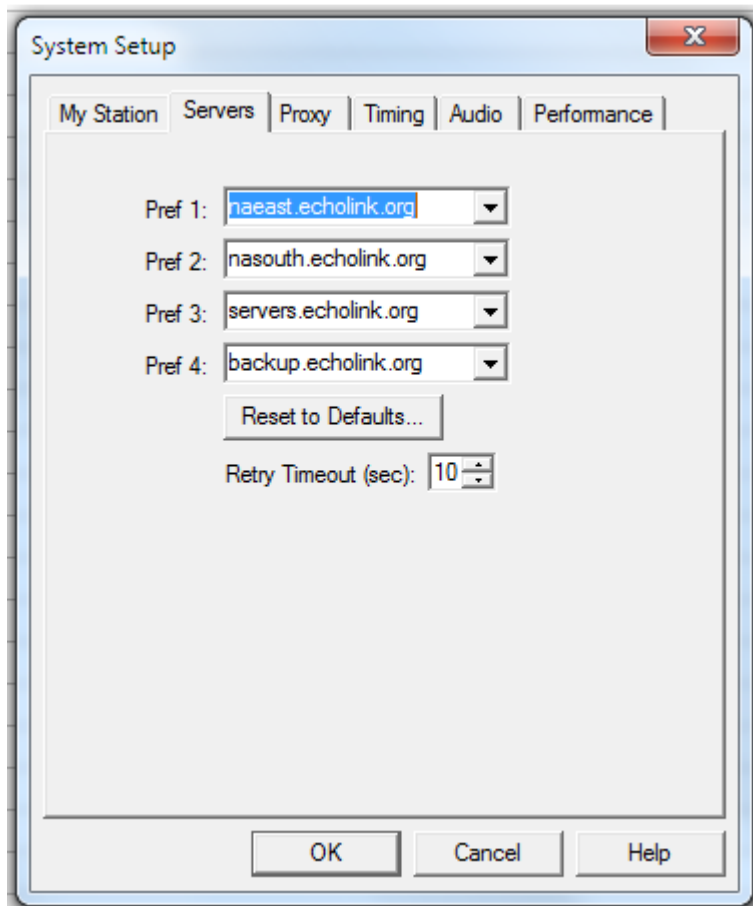 System Setup
My Station Servers Proxy Timing Audio Performance
Pref 1: naeast.echolink.org
Pref 2: nasouth.echolink.org
Pref 3: servers.echolink.org
Pref 4: backup.echolink.org
Reset to Defaults...
Retry Timeout (sec): 10
OK Cancel Help